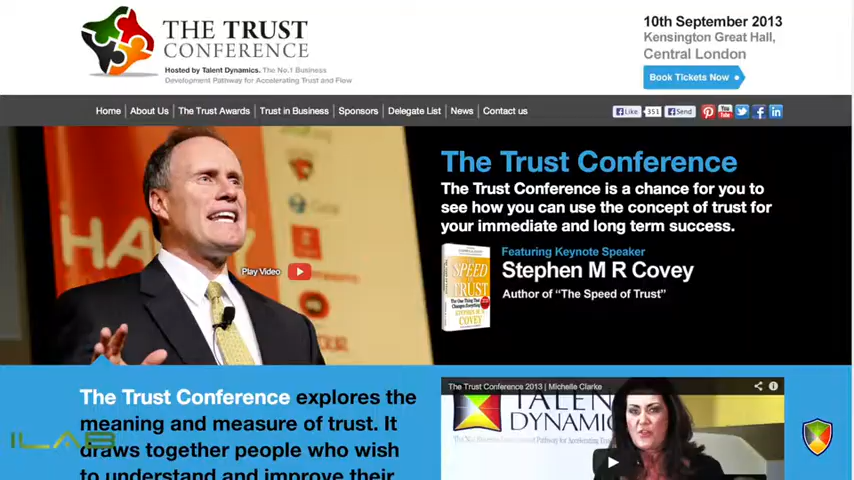 THE TRUST
CONFERENCE
Hosted by Talent Dynamics. The No.1 Business
Development Pathway for Accelerating Trust and Flow
10th September 2013
Kensington Great Hall,
Central London
Book Tickets Now
Home About Us The Trust Awards Trust in Business Sponsors Delegate List News Contact us
Like 351 Send
Play Video
The Trust Conference
The Trust Conference is a chance for you to
see how you can use the concept of trust for
your immediate and long term success.
Featuring Keynote Speaker
Stephen M R Covey
Author of “The Speed of Trust”
SPEED
TRUST
The Trust Conference explores the
meaning and measure of trust. It
draws together people who wish
to understand and improve their
The Trust Conference 2013 | Michelle Clarke
TALEN
DYNAMIC
ILAB